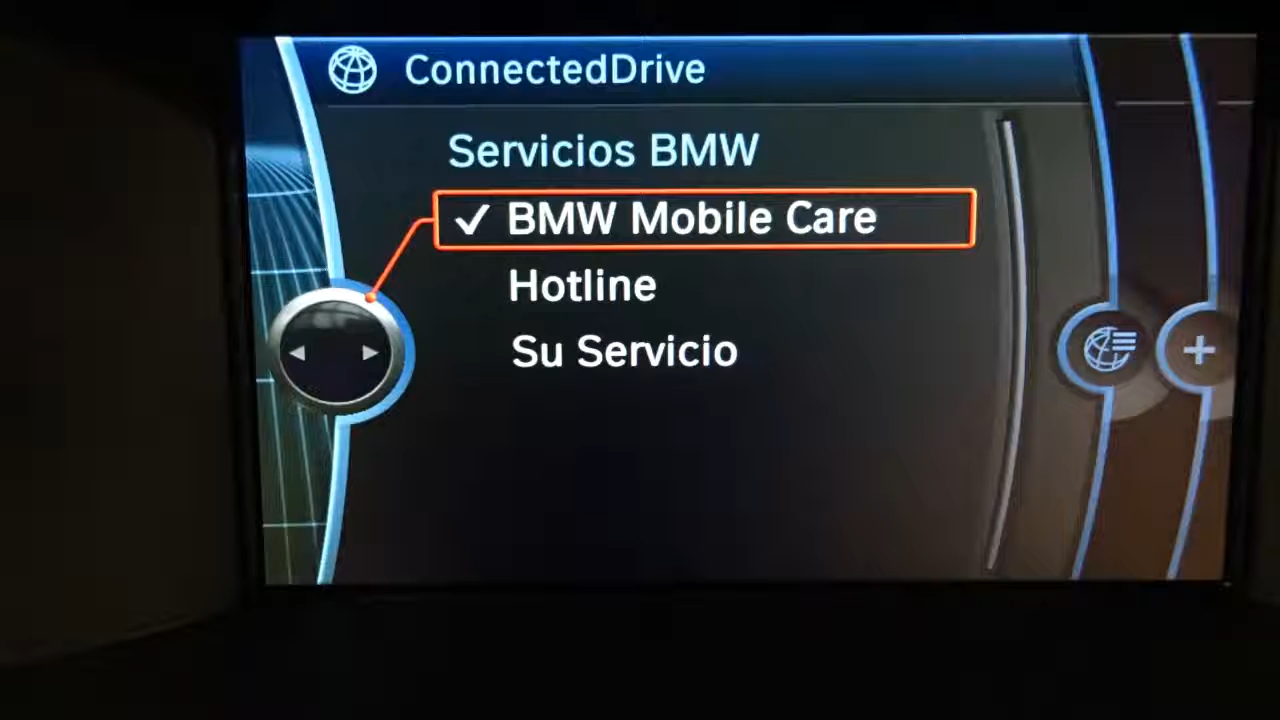 ConnectedDrive
Servicios BMW
✓ BMW Mobile Care
Hotline
Su Servicio